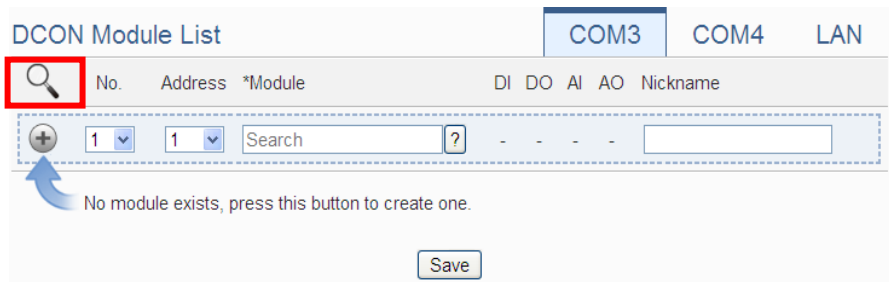 DCON Module List COM3 COM4 LAN
No. Address *Module DI DO AI AO Nickname
1 1 Search ? - - - -
No module exists, press this button to create one.
Save